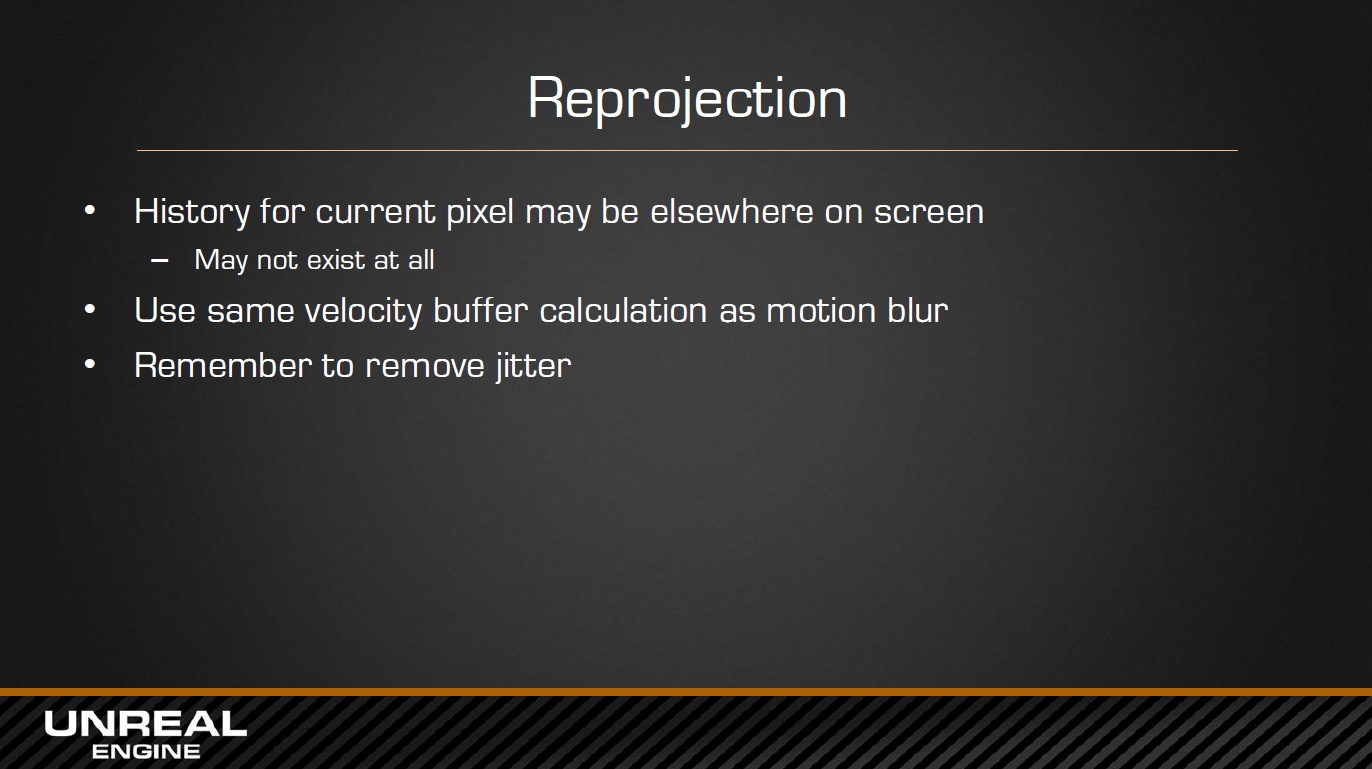 Reprojection
• History for current pixel may be elsewhere on screen
– May not exist at all
• Use same velocity buffer calculation as motion blur
• Remember to remove jitter
UNREAL
ENGINE